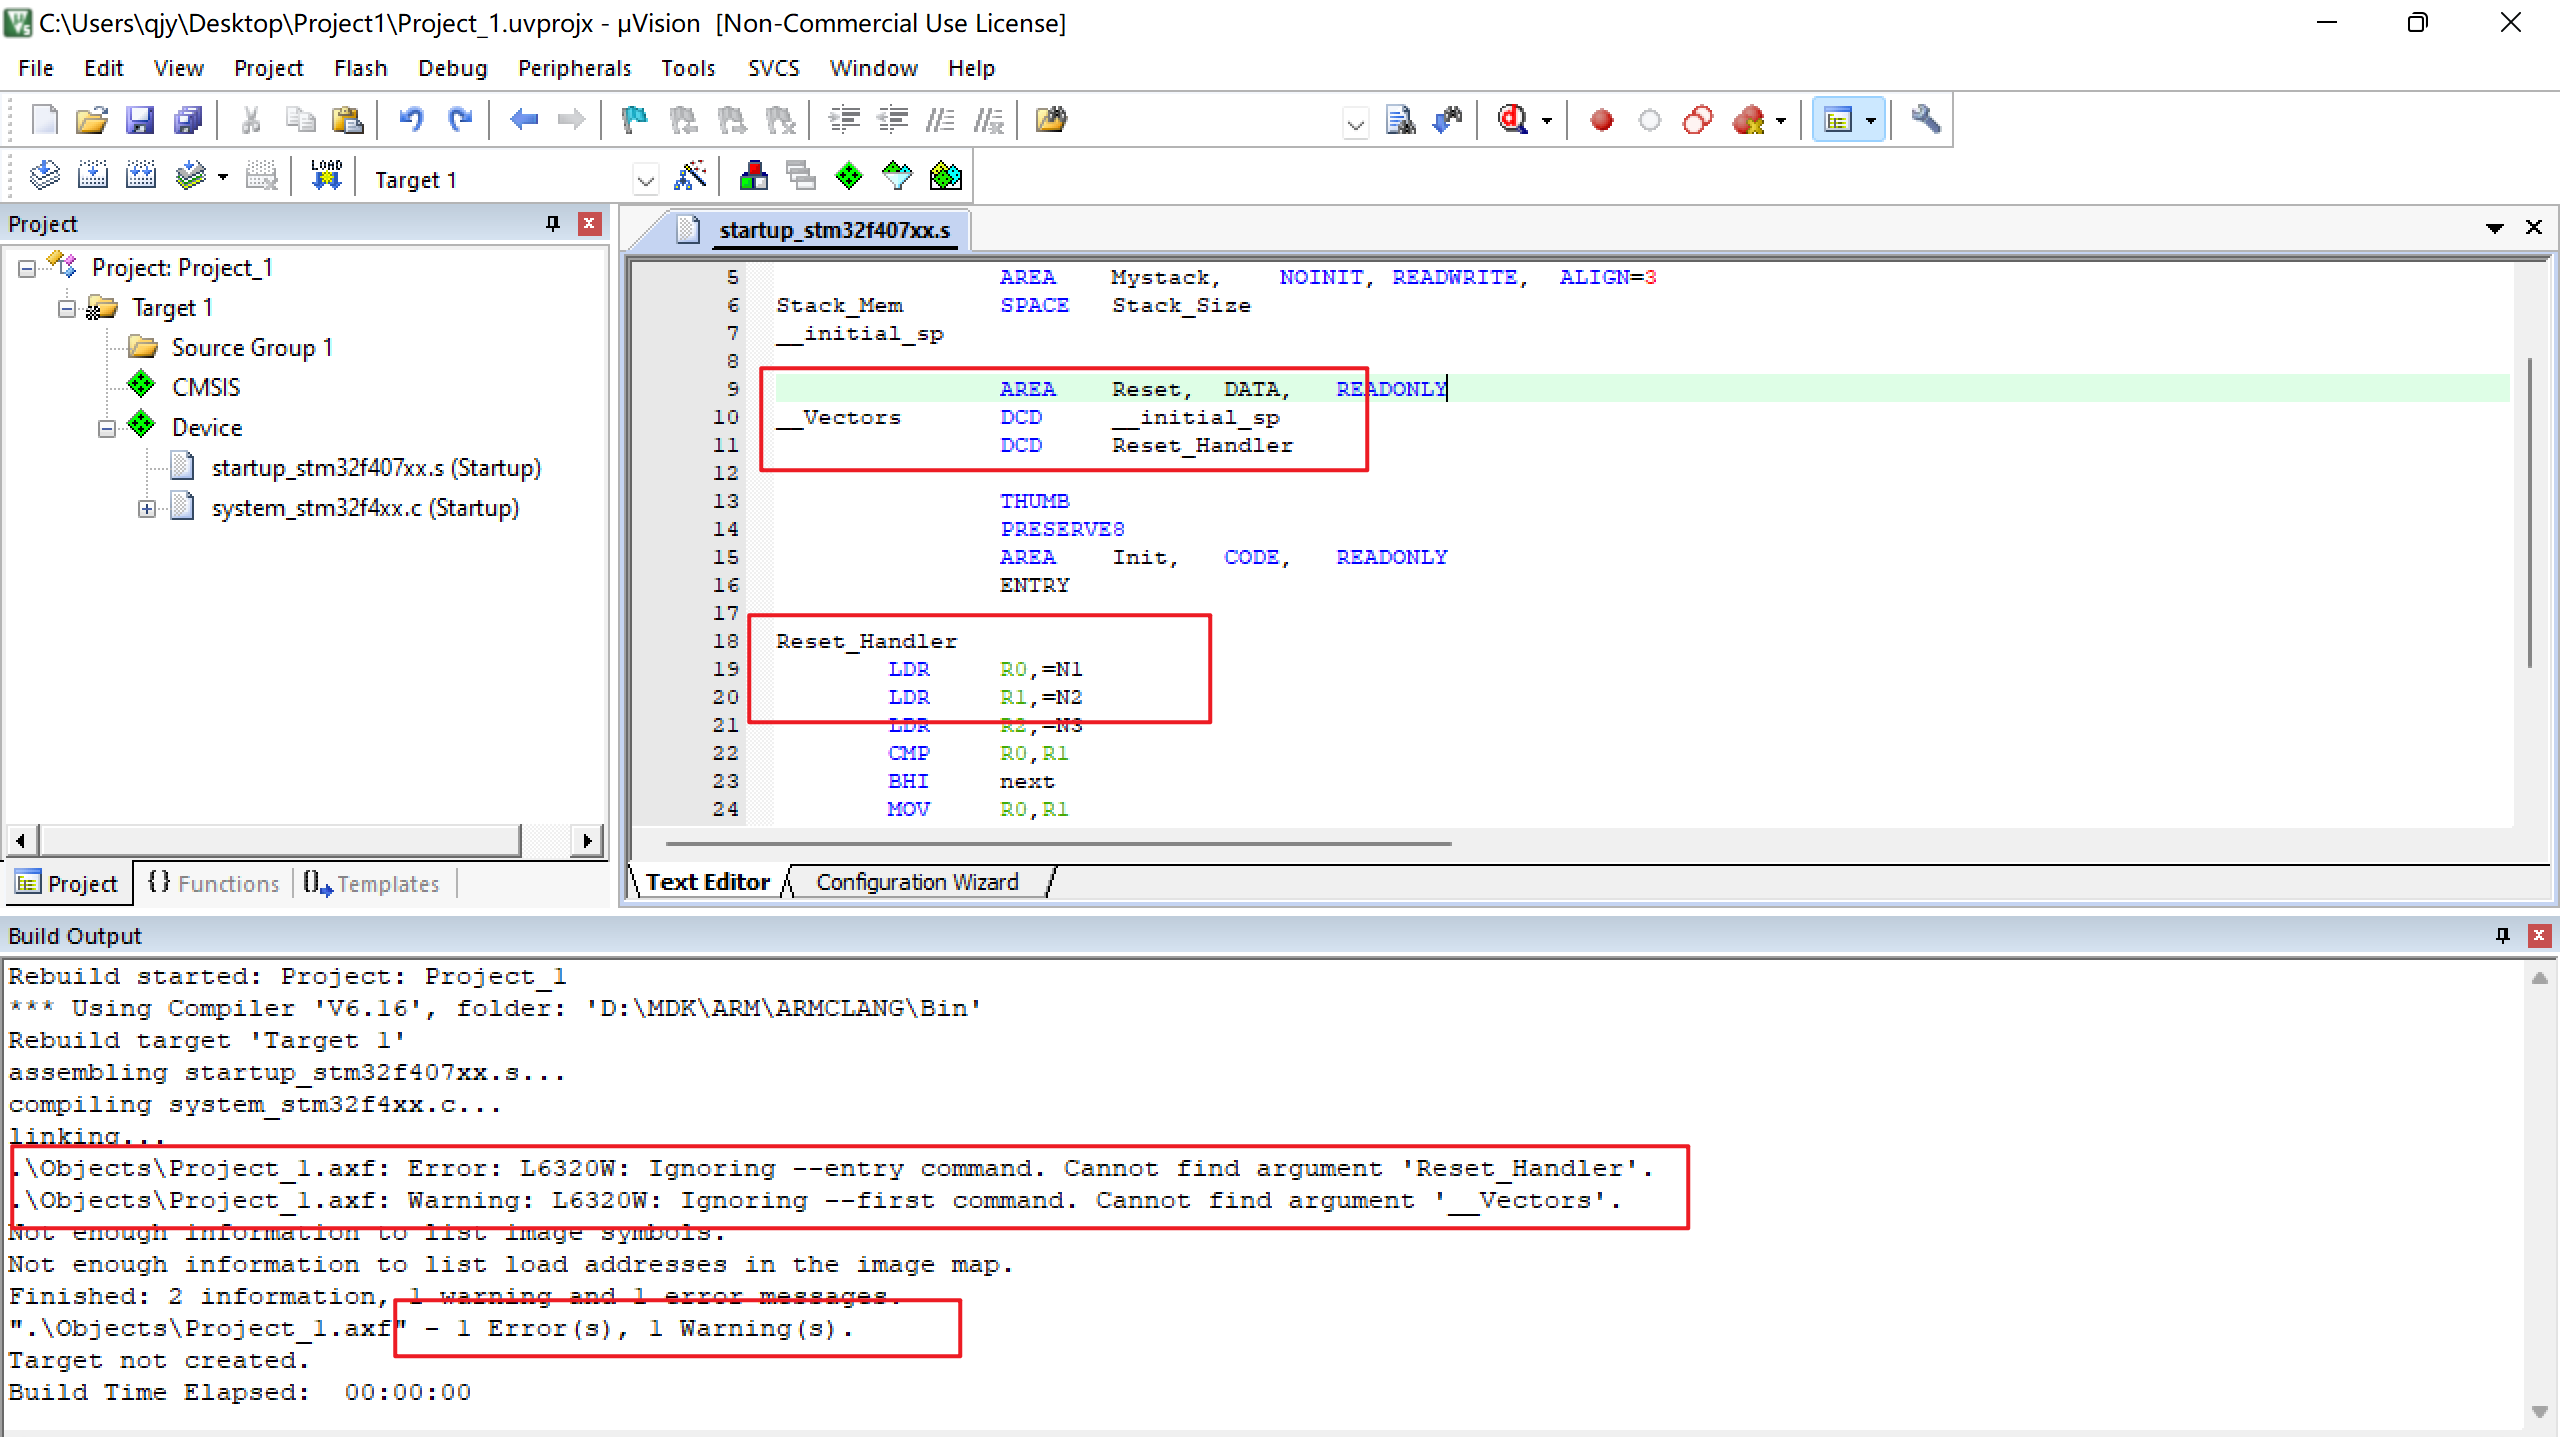 C:\Users\qjy\Desktop\Project1\Project_1.uvprojx - µVision  [Non-Commercial Use License]
File Edit View Project Flash Debug Peripherals Tools SVCS Window Help
LOAD
Target 1
Project
Project: Project_1
Target 1
Source Group 1
CMSIS
Device
startup_stm32f407xx.s (Startup)
system_stm32f4xx.c (Startup)
Project Functions Templates
startup_stm32f407xx.s
5 AREA Mystack, NOINIT, READWRITE, ALIGN=3
6 Stack_Mem SPACE Stack_Size
7 __initial_sp
8
9 AREA Reset, DATA, READONLY
10 __Vectors DCD __initial_sp
11 DCD Reset_Handler
12
13 THUMB
14 PRESERVE8
15 AREA Init, CODE, READONLY
16 ENTRY
17
18 Reset_Handler
19 LDR R0,=N1
20 LDR R1,=N2
21 LDR R2,=N3
22 CMP R0,R1
23 BHI next
24 MOV R0,R1
Text Editor Configuration Wizard
Build Output
Rebuild started: Project: Project_1
*** Using Compiler 'V6.16', folder: 'D:\MDK\ARM\ARMCLANG\Bin'
Rebuild target 'Target 1'
assembling startup_stm32f407xx.s...
compiling system_stm32f4xx.c...
linking...
.\Objects\Project_1.axf: Error: L6320W: Ignoring --entry command. Cannot find argument 'Reset_Handler'.
.\Objects\Project_1.axf: Warning: L6320W: Ignoring --first command. Cannot find argument '__Vectors'.
Not enough information to list image symbols.
Not enough information to list load addresses in the image map.
Finished: 2 information, 1 warning and 1 error messages.
".\Objects\Project_1.axf" - 1 Error(s), 1 Warning(s).
Target not created.
Build Time Elapsed:  00:00:00